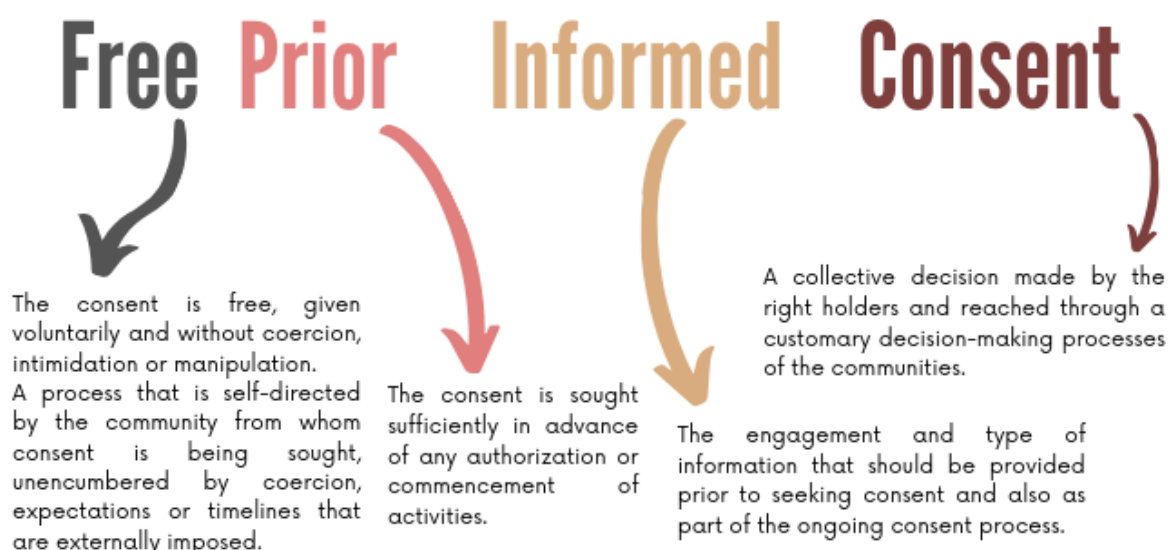 Free Prior Informed Consent
The consent is free, given
voluntarily and without coercion,
intimidation or manipulation.
A process that is self-directed
by the community from whom
consent is being sought,
unencumbered by coercion,
expectations or timelines that
are externally imposed.
The consent is sought
sufficiently in advance
of any authorization or
commencement of
activities.
The engagement and type of
information that should be provided
prior to seeking consent and also as
part of the ongoing consent process.
A collective decision made by the
right holders and reached through a
customary decision-making processes
of the communities.